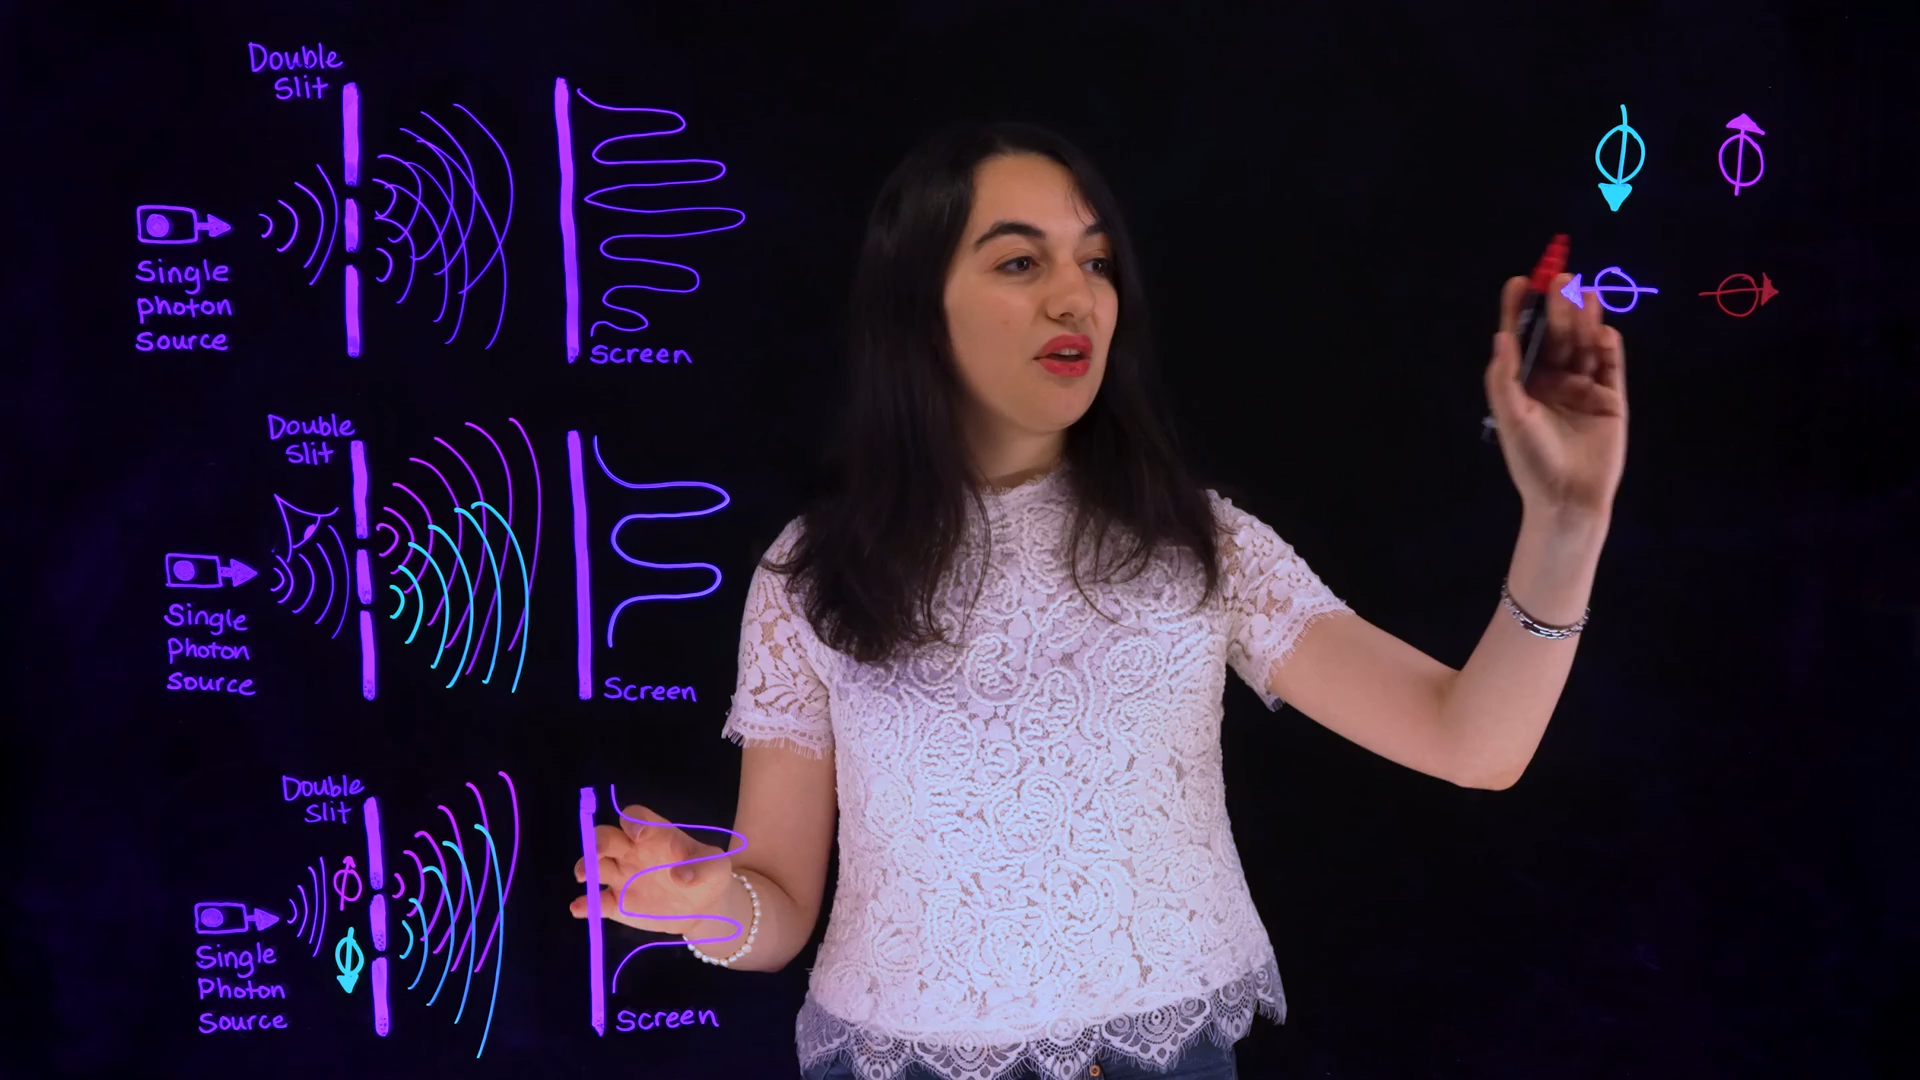 Double
Slit
Single
photon
Source
Screen
Double
Slit
Single
Photon
Source
Screen
Double
Slit
Single
Photon
Source
Screen